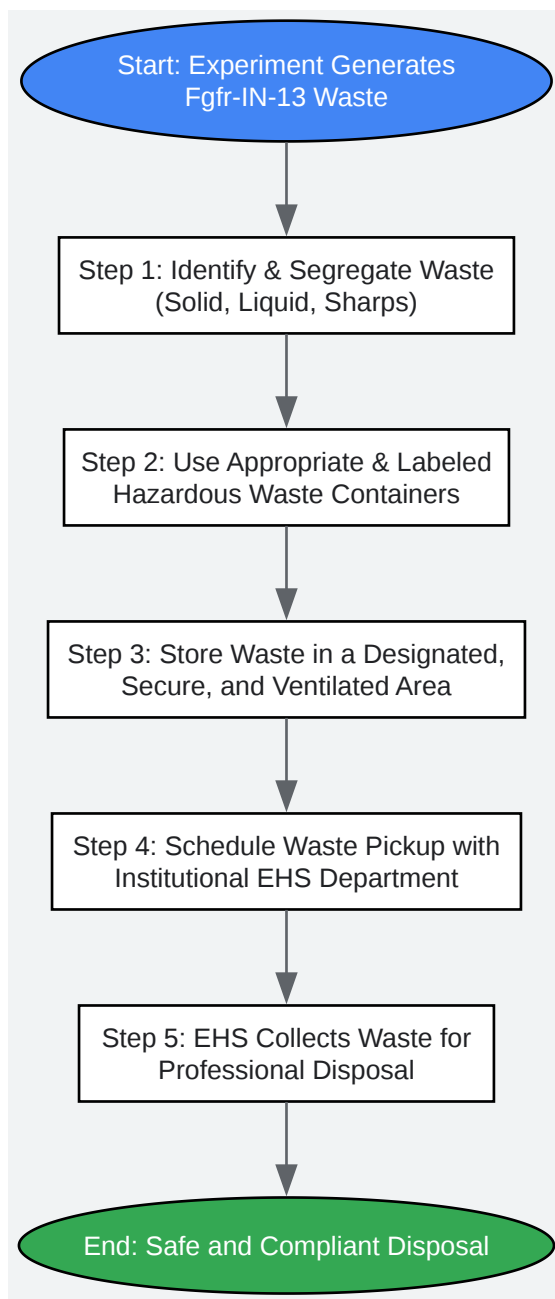 Start: Experiment Generates
Fgfr-IN-13 Waste
Step 1: Identify & Segregate Waste
(Solid, Liquid, Sharps)
Step 2: Use Appropriate & Labeled
Hazardous Waste Containers
Step 3: Store Waste in a Designated,
Secure, and Ventilated Area
Step 4: Schedule Waste Pickup with
Institutional EHS Department
Step 5: EHS Collects Waste for
Professional Disposal
End: Safe and Compliant Disposal